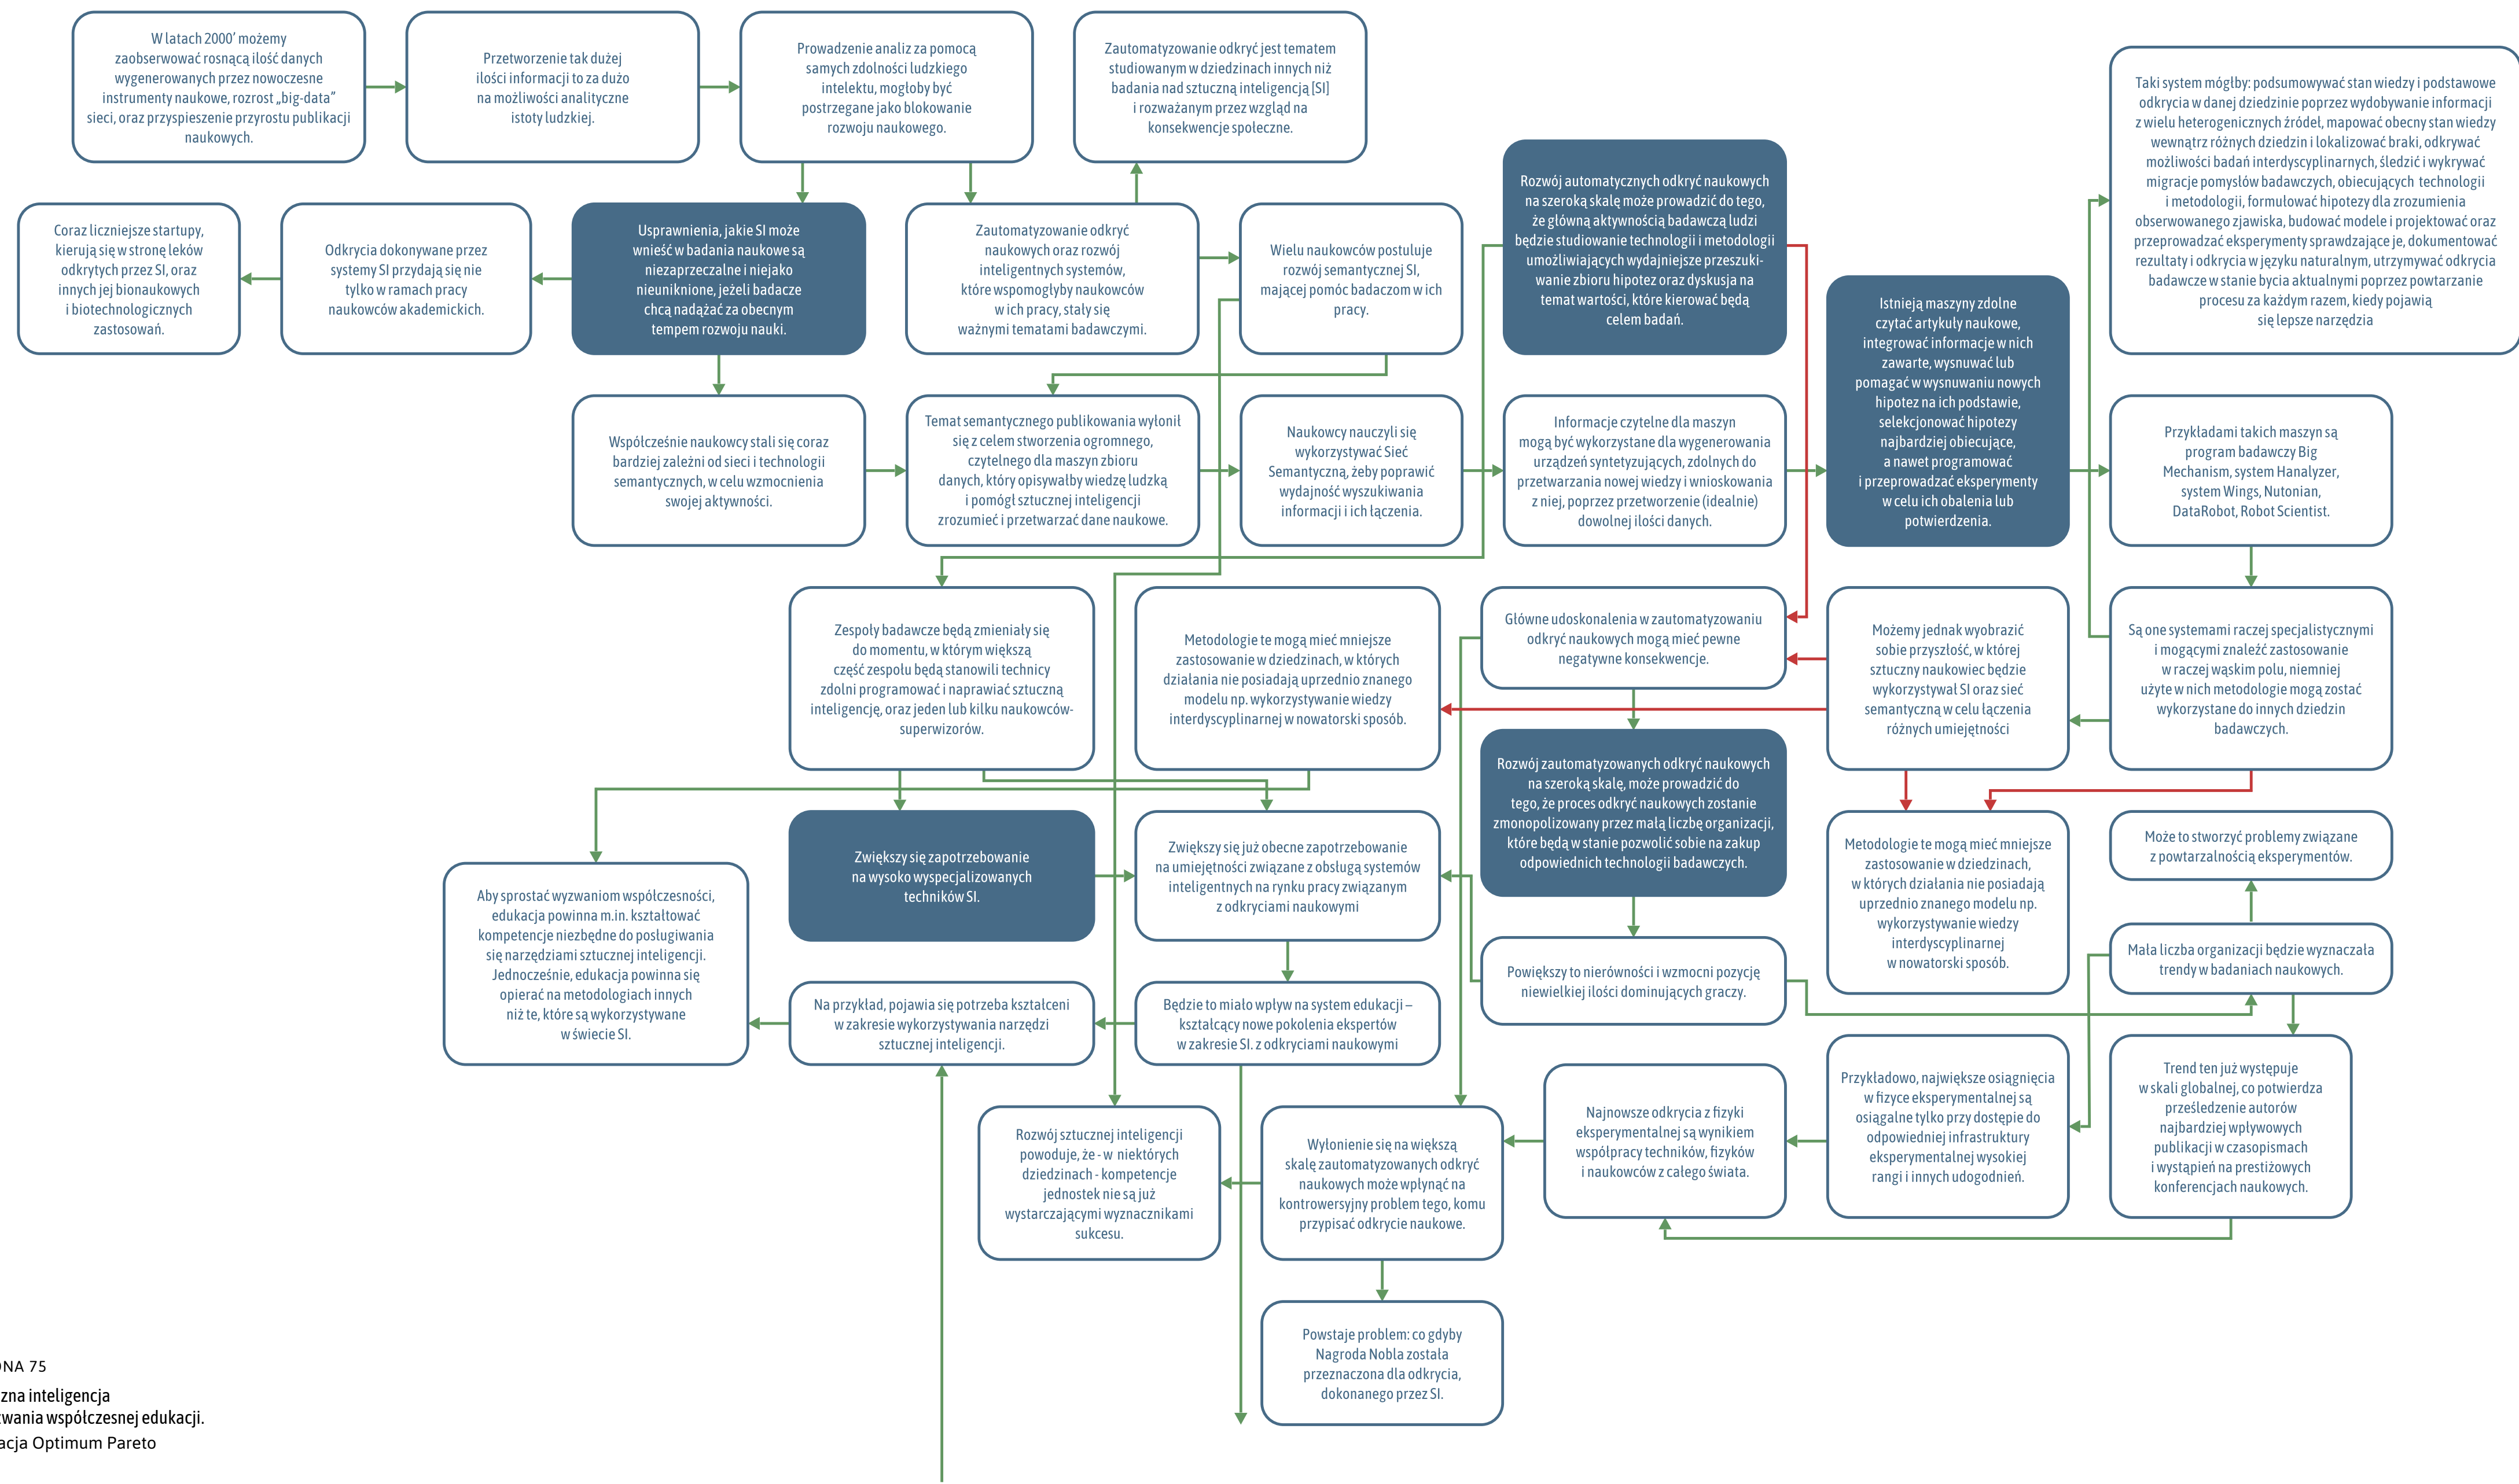 W latach 2000’ możemy
zaobserwować rosnącą ilość danych
wygenerowanych przez nowoczesne
instrumenty naukowe, rozrost „big-data”
sieci, oraz przyspieszenie przyrostu publikacji
naukowych.
Przetworzenie tak dużej
ilości informacji to za dużo
na możliwości analityczne
istoty ludzkiej.
Prowadzenie analiz za pomocą
samych zdolności ludzkiego
intelektu, mogłoby być
postrzegane jako blokowanie
rozwoju naukowego.
Zautomatyzowanie odkryć jest tematem
studiowanym w dziedzinach innych niż
badania nad sztuczną inteligencją [SI]
i rozważanym przez wzgląd na
konsekwencje społeczne.
Taki system mógłby: podsumowywać stan wiedzy i podstawowe
odkrycia w danej dziedzinie poprzez wydobywanie informacji
z wielu heterogenicznych źródeł, mapować obecny stan wiedzy
wewnątrz różnych dziedzin i lokalizować braki, odkrywać
możliwości badań interdyscyplinarnych, śledzić i wykrywać
migracje pomysłów badawczych, obiecujących technologii
i metodologii, formułować hipotezy dla zrozumienia
obserwowanego zjawiska, budować modele i projektować oraz
przeprowadzać eksperymenty sprawdzające je, dokumentować
rezultaty i odkrycia w języku naturalnym, utrzymywać odkrycia
badawcze w stanie bycia aktualnymi poprzez powtarzanie
procesu za każdym razem, kiedy pojawią
się lepsze narzędzia
Coraz liczniejsze startupy,
kierują się w stronę leków
odkrytych przez SI, oraz
innych jej bionaukowych
i biotechnologicznych
zastosowań.
Odkrycia dokonywane przez
systemy SI przydają się nie
tylko w ramach pracy
naukowców akademickich.
Usprawnienia, jakie SI może
wnieść w badania naukowe są
niezaprzeczalne i niejako
nieuniknione, jeżeli badacze
chcą nadążać za obecnym
tempem rozwoju nauki.
Zautomatyzowanie odkryć
naukowych oraz rozwój
inteligentnych systemów,
które wspomogłyby naukowców
w ich pracy, stały się
ważnymi tematami badawczymi.
Wielu naukowców postuluje
rozwój semantycznej SI,
mającej pomóc badaczom w ich
pracy.
Rozwój automatycznych odkryć naukowych
na szeroką skalę może prowadzić do tego,
że główną aktywnością badawczą ludzi
będzie studiowanie technologii i metodologii
umożliwiających wydajniejsze przeszuki-
wanie zbioru hipotez oraz dyskusja na
temat wartości, które kierować będą
celem badań.
Istnieją maszyny zdolne
czytać artykuły naukowe,
integrować informacje w nich
zawarte, wysnuwać lub
pomagać w wysnuwaniu nowych
hipotez na ich podstawie,
selekcjonować hipotezy
najbardziej obiecujące,
a nawet programować
i przeprowadzać eksperymenty
w celu ich obalenia lub
potwierdzenia.
Współcześnie naukowcy stali się coraz
bardziej zależni od sieci i technologii
semantycznych, w celu wzmocnienia
swojej aktywności.
Temat semantycznego publikowania wyłonił
się z celem stworzenia ogromnego,
czytelnego dla maszyn zbioru
danych, który opisywałby wiedzę ludzką
i pomógł sztucznej inteligencji
zrozumieć i przetwarzać dane naukowe.
Naukowcy nauczyli się
wykorzystywać Sieć
Semantyczną, żeby poprawić
wydajność wyszukiwania
informacji i ich łączenia.
Informacje czytelne dla maszyn
mogą być wykorzystane dla wygenerowania
urządzeń syntetyzujących, zdolnych do
przetwarzania nowej wiedzy i wnioskowania
z niej, poprzez przetworzenie (idealnie)
dowolnej ilości danych.
Przykładami takich maszyn są
program badawczy Big
Mechanism, system Hanalyzer,
system Wings, Nutonian,
DataRobot, Robot Scientist.
Zespoły badawcze będą zmieniały się
do momentu, w którym większą
część zespołu będą stanowili technicy
zdolni programować i naprawiać sztuczną
inteligencję, oraz jeden lub kilku naukowców-
superwizorów.
Metodologie te mogą mieć mniejsze
zastosowanie w dziedzinach, w których
działania nie posiadają uprzednio znanego
modelu np. wykorzystywanie wiedzy
interdyscyplinarnej w nowatorski sposób.
Główne udoskonalenia w zautomatyzowaniu
odkryć naukowych mogą mieć pewne
negatywne konsekwencje.
Możemy jednak wyobrazić
sobie przyszłość, w której
sztuczny naukowiec będzie
wykorzystywał SI oraz sieć
semantyczną w celu łączenia
różnych umiejętności
Są one systemami raczej specjalistycznymi
i mogącymi znaleźć zastosowanie
w raczej wąskim polu, niemniej
użyte w nich metodologie mogą zostać
wykorzystane do innych dziedzin
badawczych.
Rozwój zautomatyzowanych odkryć naukowych
na szeroką skalę, może prowadzić do
tego, że proces odkryć naukowych zostanie
zmonopolizowany przez małą liczbę organizacji,
które będą w stanie pozwolić sobie na zakup
odpowiednich technologii badawczych.
Aby sprostać wyzwaniom współczesności,
edukacja powinna m.in. kształtować
kompetencje niezbędne do posługiwania
się narzędziami sztucznej inteligencji.
Jednocześnie, edukacja powinna się
opierać na metodologiach innych
niż te, które są wykorzystywane
w świecie SI.
Zwiększy się zapotrzebowanie
na wysoko wyspecjalizowanych
techników SI.
Zwiększy się już obecne zapotrzebowanie
na umiejętności związane z obsługą systemów
inteligentnych na rynku pracy związanym
z odkryciami naukowymi
Metodologie te mogą mieć mniejsze
zastosowanie w dziedzinach,
w których działania nie posiadają
uprzednio znanego modelu np.
wykorzystywanie wiedzy
interdyscyplinarnej
w nowatorski sposób.
Może to stworzyć problemy związane
z powtarzalnością eksperymentów.
Mała liczba organizacji będzie wyznaczała
trendy w badaniach naukowych.
Powiększy to nierówności i wzmocni pozycję
niewielkiej ilości dominujących graczy.
Na przykład, pojawia się potrzeba kształceni
w zakresie wykorzystywania narzędzi
sztucznej inteligencji.
Będzie to miało wpływ na system edukacji –
kształcący nowe pokolenia ekspertów
w zakresie SI. z odkryciami naukowymi
Rozwój sztucznej inteligencji
powoduje, że - w niektórych
dziedzinach - kompetencje
jednostek nie są już
wystarczającymi wyznacznikami
sukcesu.
Wyłonienie się na większą
skalę zautomatyzowanych odkryć
naukowych może wpłynąć na
kontrowersyjny problem tego, komu
przypisać odkrycie naukowe.
Najnowsze odkrycia z fizyki
eksperymentalnej są wynikiem
współpracy techników, fizyków
i naukowców z całego świata.
Przykładowo, największe osiągnięcia
w fizyce eksperymentalnej są
osiągalne tylko przy dostępie do
odpowiedniej infrastruktury
eksperymentalnej wysokiej
rangi i innych udogodnień.
Trend ten już występuje
w skali globalnej, co potwierdza
prześledzenie autorów
najbardziej wpływowych
publikacji w czasopismach
i wystąpień na prestiżowych
konferencjach naukowych.
Powstaje problem: co gdyby
Nagroda Nobla została
przeznaczona dla odkrycia,
dokonanego przez SI.
ONA 75
zna inteligencja
wania współczesnej edukacji.
acja Optimum Pareto